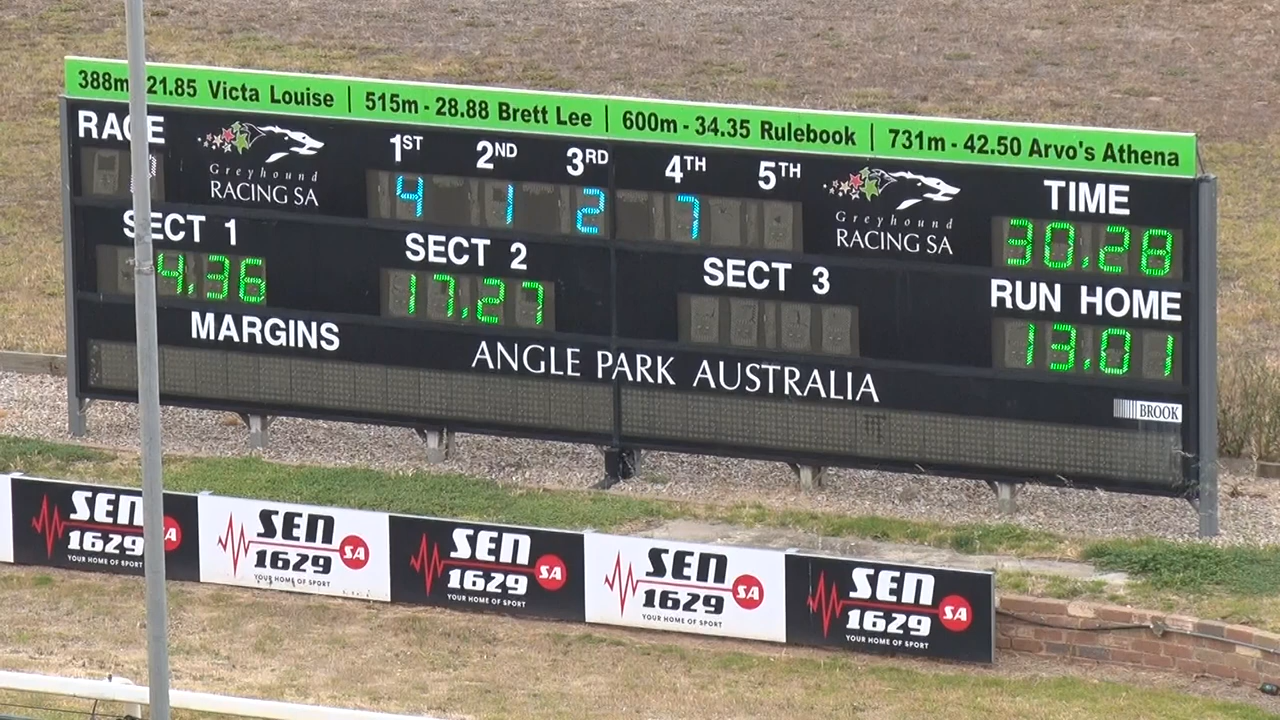 388m 21.85 Victa Louise | 515m - 28.88 Brett Lee | 600m - 34.35 Rulebook | 731m - 42.50 Arvo's Athena
RACE
Greyhound
RACING SA
1ST 2ND 3RD 4TH 5TH
4 1 2 7
Greyhound
RACING SA
TIME
30.28
SECT 1
4.36
SECT 2
17.27
SECT 3
RUN HOME
13.01
MARGINS
ANGLE PARK AUSTRALIA
BROOK
SEN
1629 SA
YOUR HOME OF SPORT
SEN
1629 SA
YOUR HOME OF SPORT
SEN
1629 SA
YOUR HOME OF SPORT
SEN
1629 SA
YOUR HOME OF SPORT
SEN
1629 SA
YOUR HOME OF SPORT